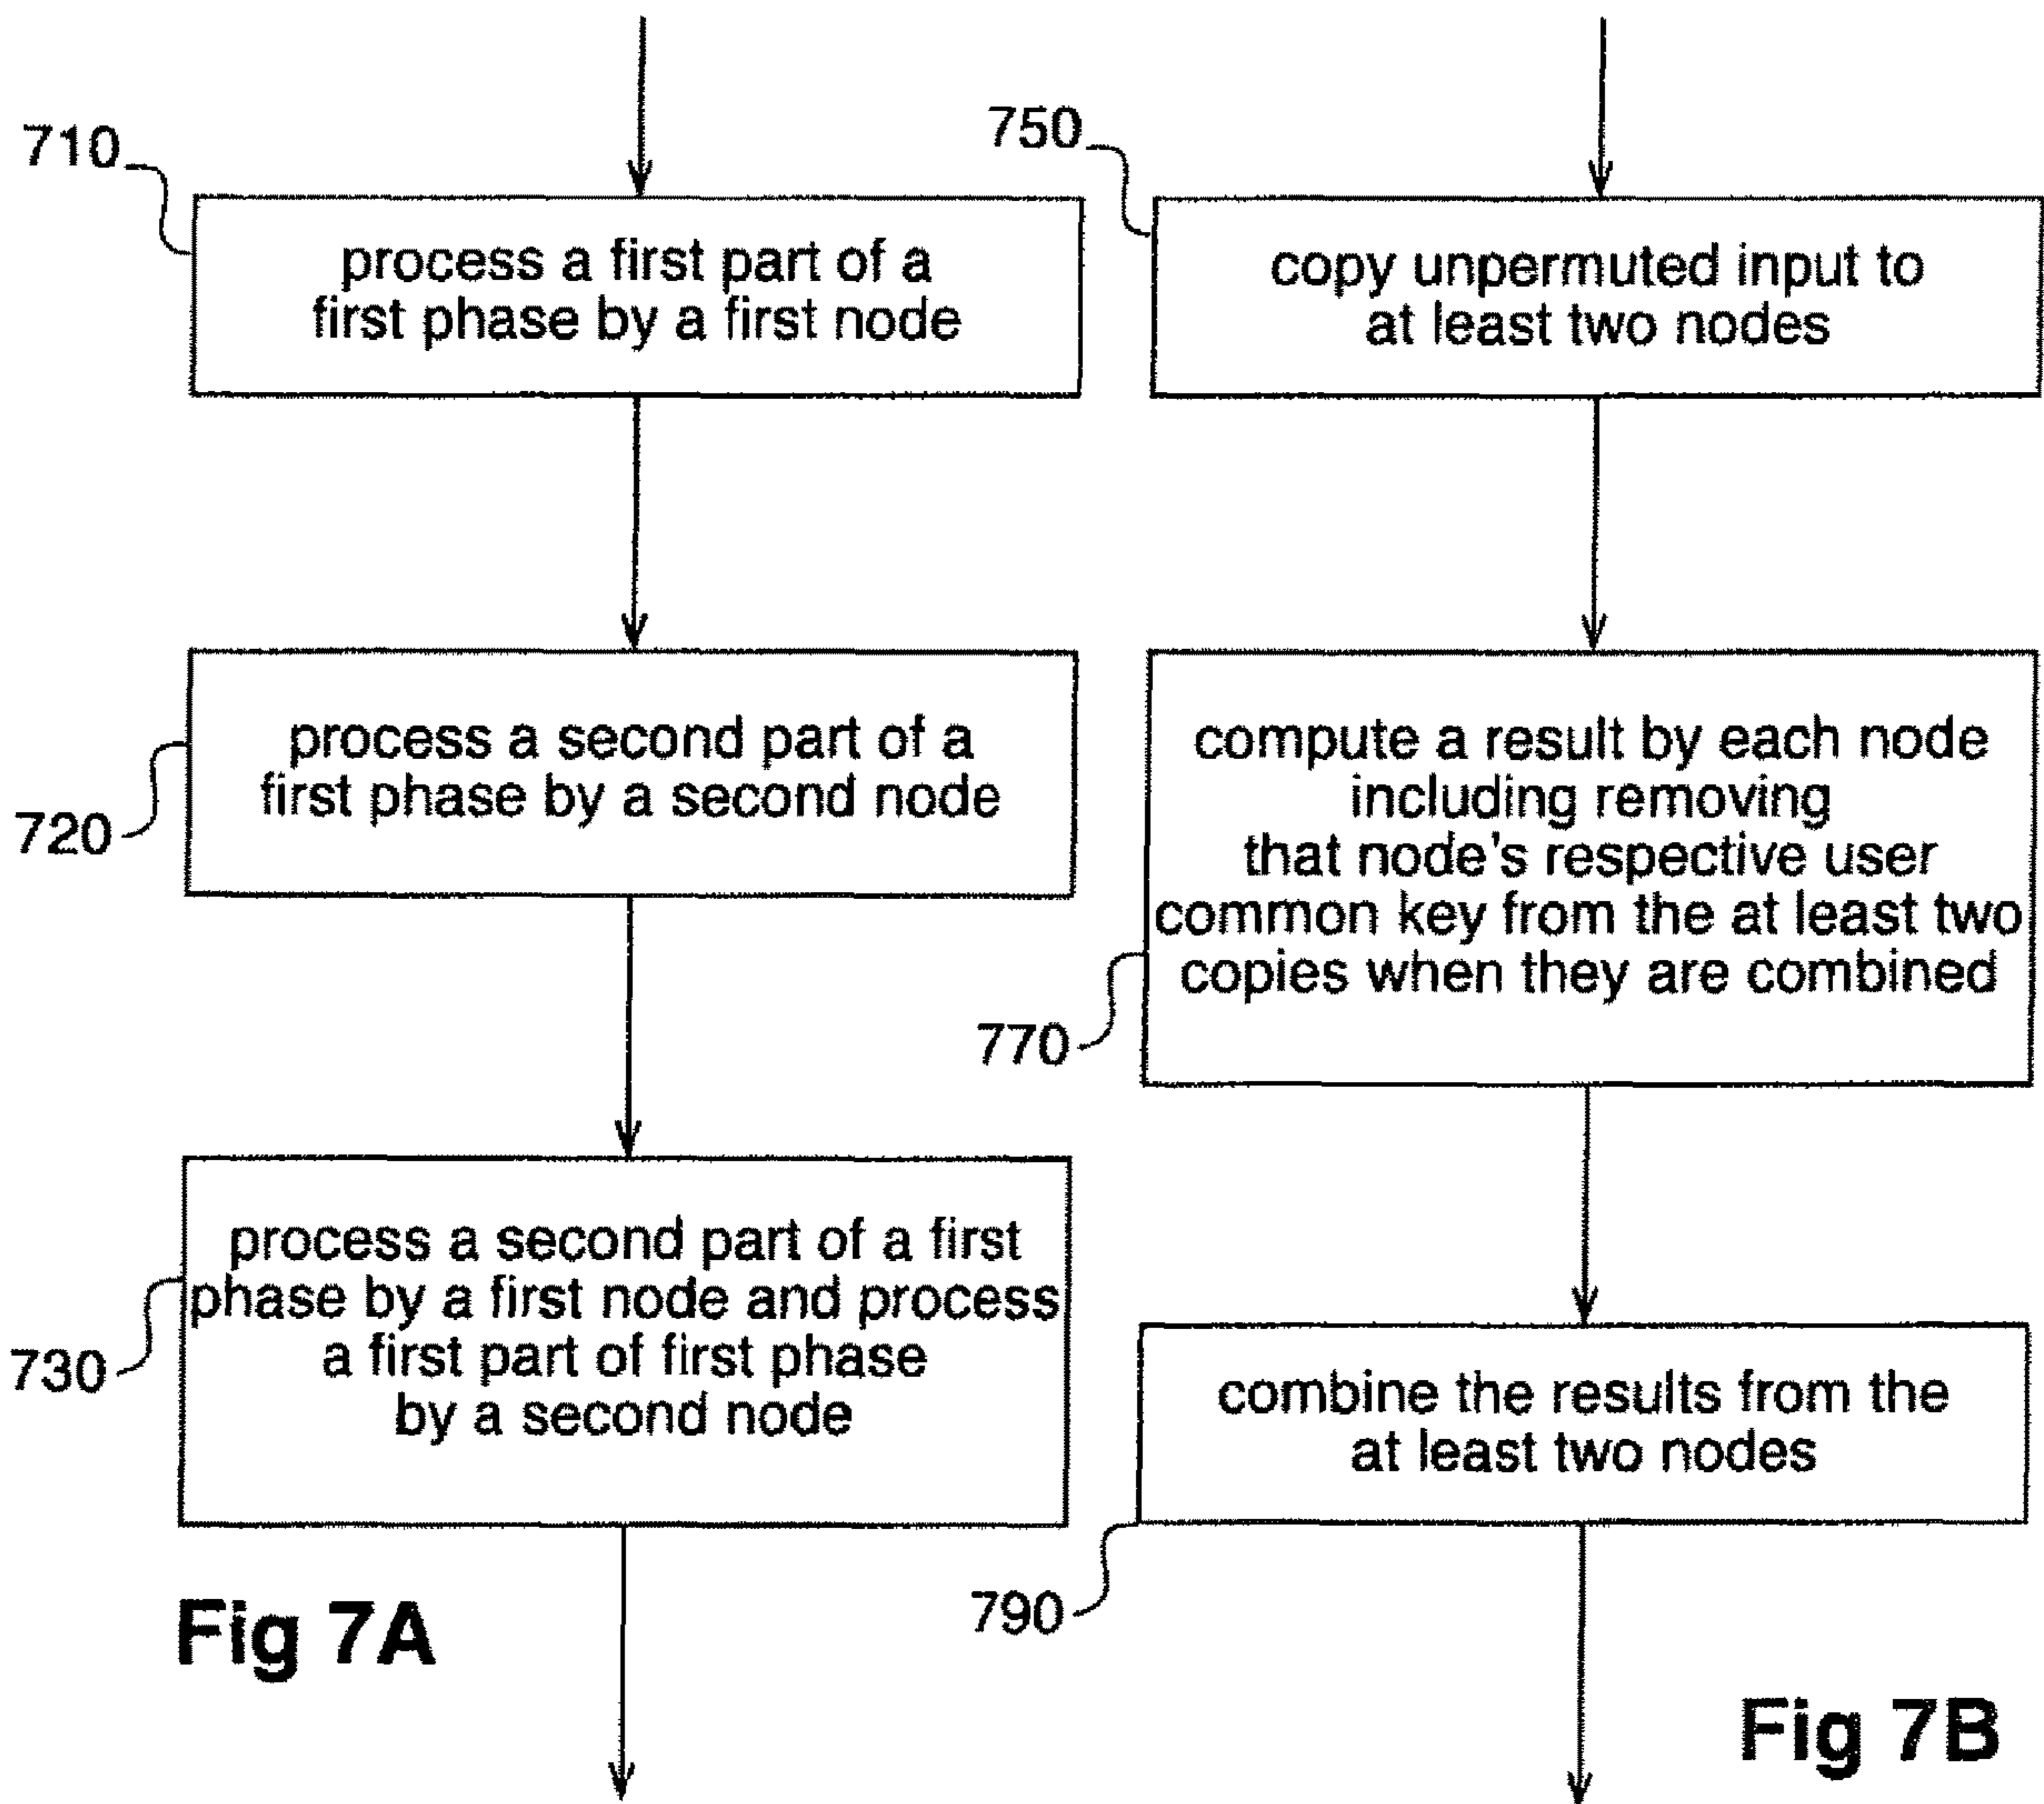 710
process a first part of a
first phase by a first node
720
process a second part of a
first phase by a second node
730
process a second part of a first
phase by a first node and process
a first part of first phase
by a second node
Fig 7A
750
copy unpermuted input to
at least two nodes
770
compute a result by each node
including removing
that node's respective user
common key from the at least two
copies when they are combined
790
combine the results from the
at least two nodes
Fig 7B